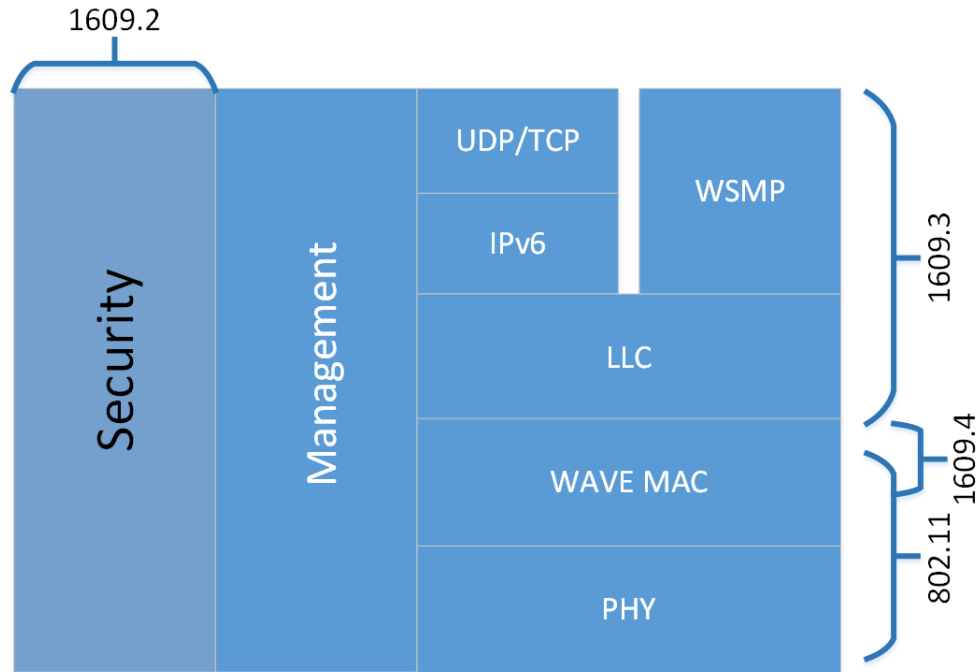 1609.2
Security
Management
UDP/TCP
IPv6
WSMP
LLC
WAVE MAC
PHY
1609.3
1609.4
802.11